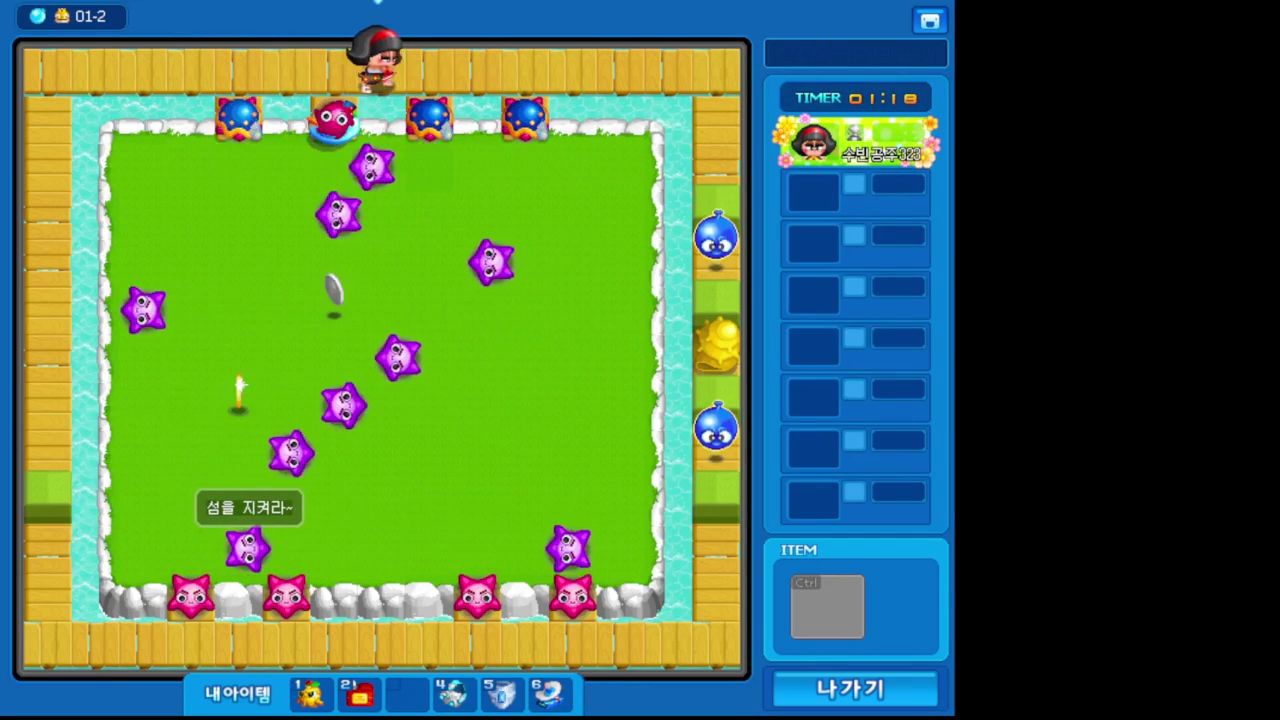 01-2
TIMER 01:18
수빈공주323
섬을 지켜라~
ITEM
Ctrl
내 아이템
1
2
4
5
6
나가기